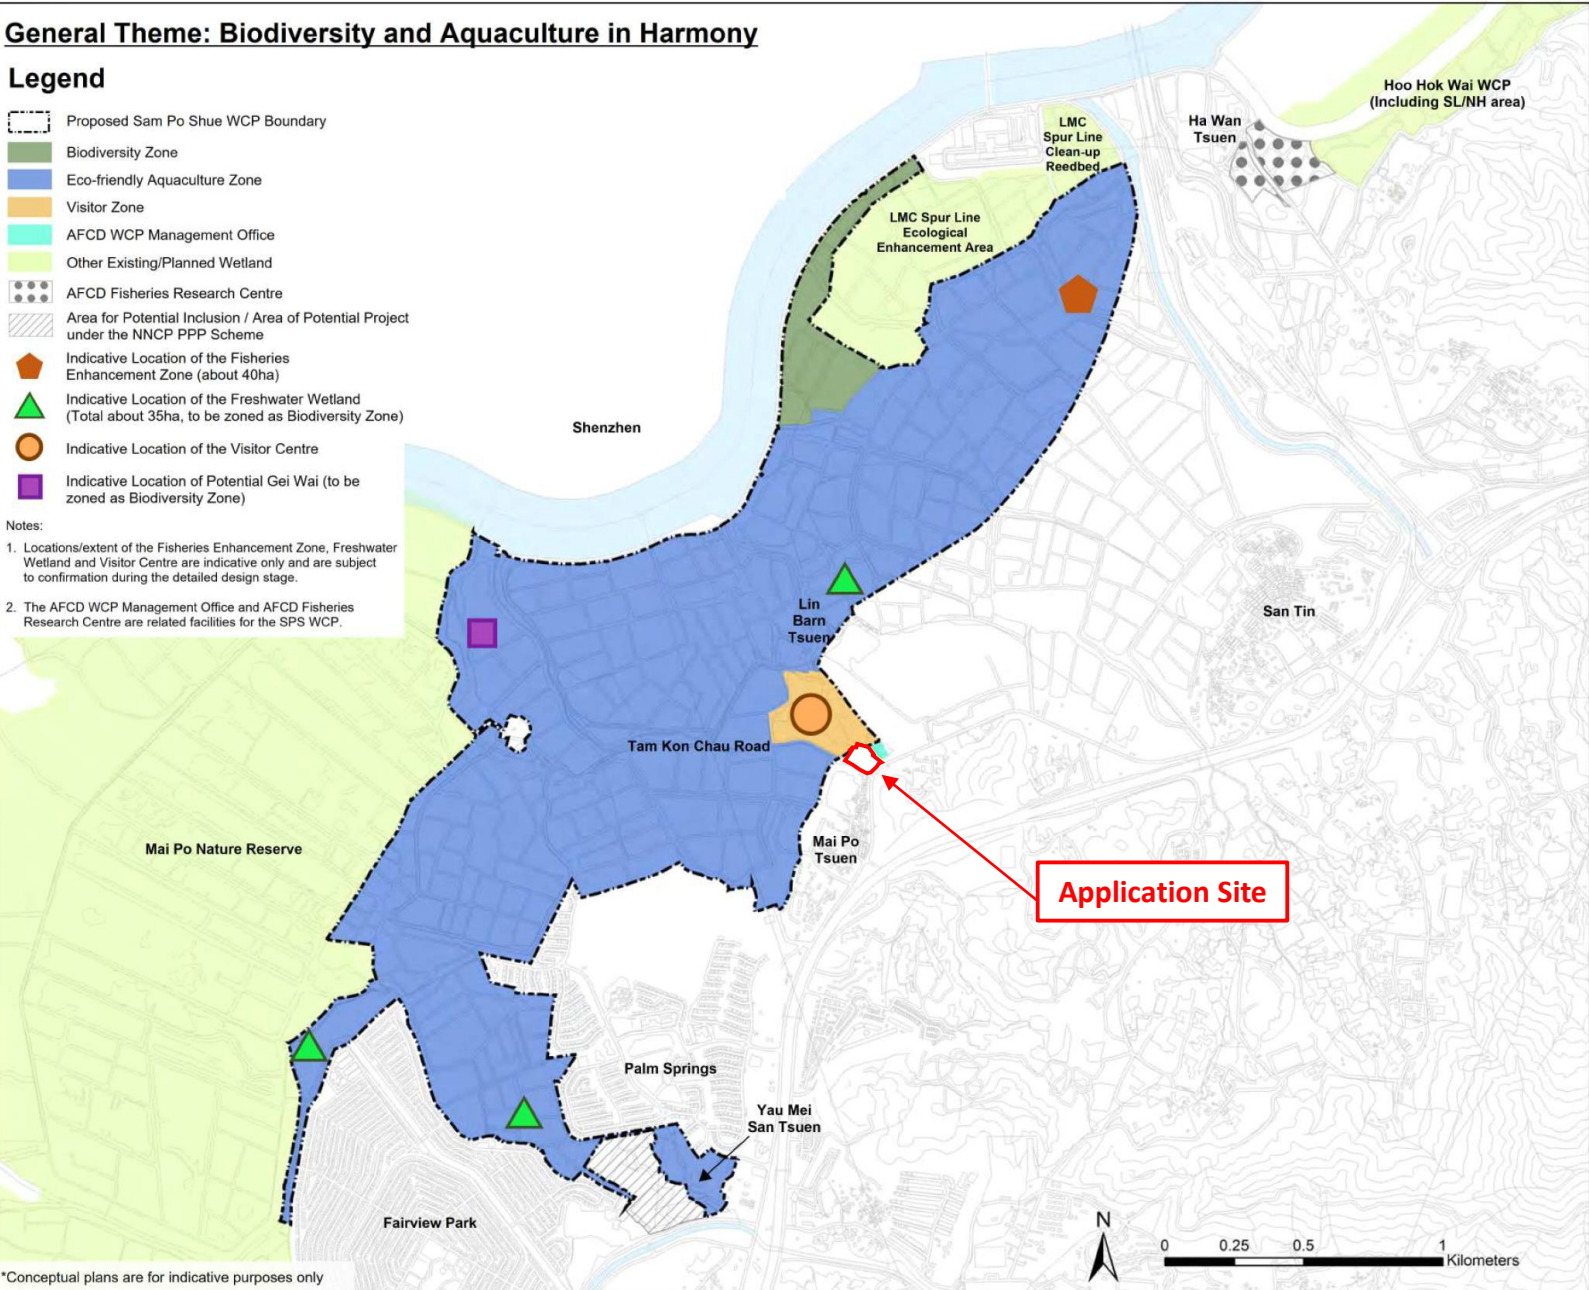 General Theme: Biodiversity and Aquaculture in Harmony
Legend
Proposed Sam Po Shue WCP Boundary
Biodiversity Zone
Eco-friendly Aquaculture Zone
Visitor Zone
AFCD WCP Management Office
Other Existing/Planned Wetland
AFCD Fisheries Research Centre
Area for Potential Inclusion / Area of Potential Project
under the NNCP PPP Scheme
Indicative Location of the Fisheries
Enhancement Zone (about 40ha)
Indicative Location of the Freshwater Wetland
(Total about 35ha, to be zoned as Biodiversity Zone)
Indicative Location of the Visitor Centre
Indicative Location of Potential Gei Wai (to be
zoned as Biodiversity Zone)
Notes:
1. Locations/extent of the Fisheries Enhancement Zone, Freshwater
Wetland and Visitor Centre are indicative only and are subject
to confirmation during the detailed design stage.
2. The AFCD WCP Management Office and AFCD Fisheries
Research Centre are related facilities for the SPS WCP.
Hoo Hok Wai WCP
(Including SL/NH area)
Ha Wan
Tsuen
LMC
Spur Line
Clean-up
Reedbed
LMC Spur Line
Ecological
Enhancement Area
Shenzhen
Lin
Barn
Tsuen
San Tin
Tam Kon Chau Road
Mai Po Nature Reserve
Mai Po
Tsuen
Application Site
Palm Springs
Yau Mei
San Tsuen
Fairview Park
N
0 0.25 0.5 1
Kilometers
*Conceptual plans are for indicative purposes only